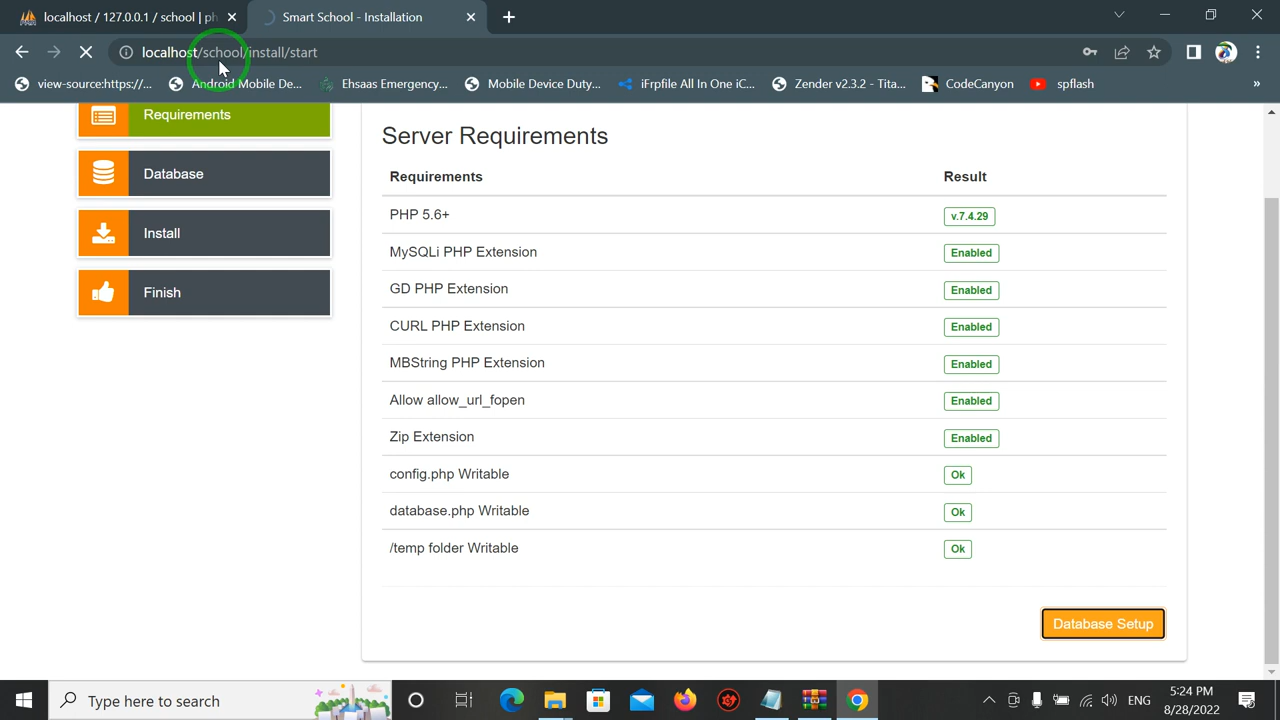 localhost / 127.0.0.1 / school | ph
Smart School - Installation
localhost/school/install/start
view-source:https://...
Android Mobile De...
Ehsaas Emergency...
Mobile Device Duty...
iFrpfile All In One iC...
Zender v2.3.2 - Tita...
CodeCanyon
spflash
»
Requirements
Database
Install
Finish
Server Requirements
Requirements Result
PHP 5.6+ v.7.4.29
MySQLi PHP Extension Enabled
GD PHP Extension Enabled
CURL PHP Extension Enabled
MBString PHP Extension Enabled
Allow allow_url_fopen Enabled
Zip Extension Enabled
config.php Writable Ok
database.php Writable Ok
/temp folder Writable Ok
Database Setup
Type here to search
ENG
5:24 PM
8/28/2022